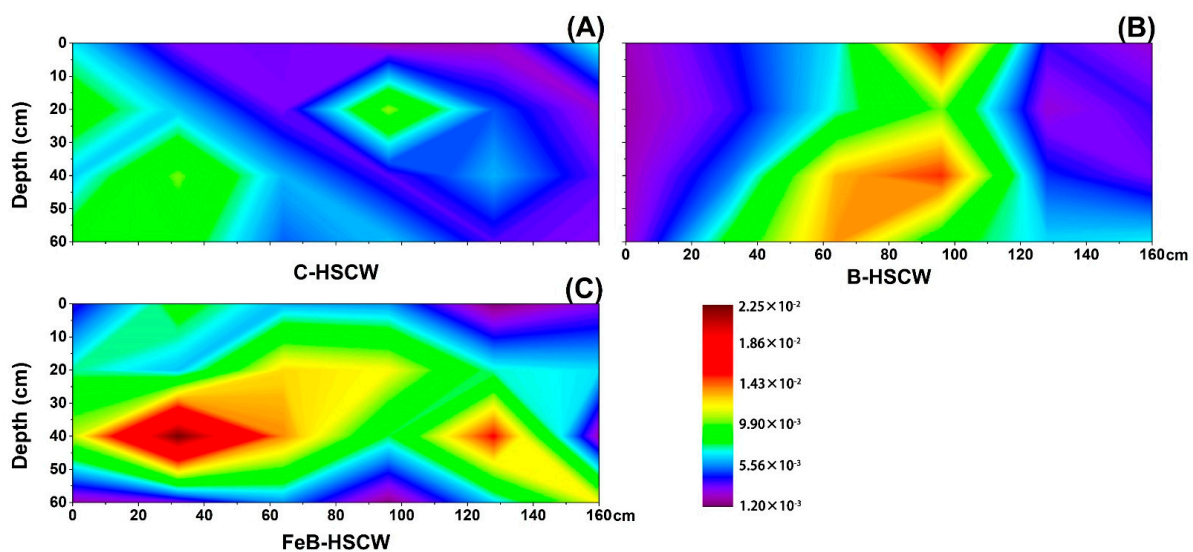 (A)
(B)
Depth (cm)
0
10
20
30
40
50
60
C-HSCW
0 20 40 60 80 100 120 140 160cm
B-HSCW
(C)
Depth (cm)
0
10
20
30
40
50
60
0 20 40 60 80 100 120 140 160cm
FeB-HSCW
2.25×10⁻²
1.86×10⁻²
1.43×10⁻²
9.90×10⁻³
5.56×10⁻³
1.20×10⁻³